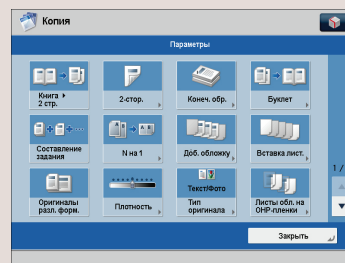 Копия
Параметры
Книга ▸
2 стр.
2-стор.
Конеч. обр.
Буклет
Составление
задания
N на 1
Доб. обложку
Вставка лист.
Оригиналы
разл. форм.
Плотность
Текст/Фото
Тип
оригинала
Листы обл. на
OHP-пленки
1/
Закрыть